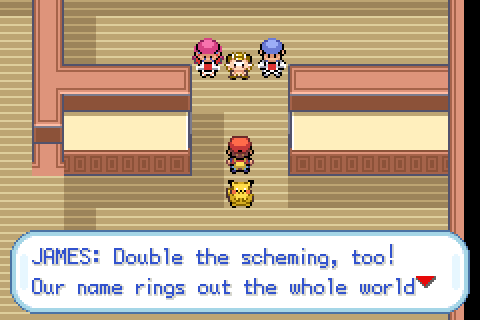 JAMES: Double the scheming, too!
Our name rings out the whole world